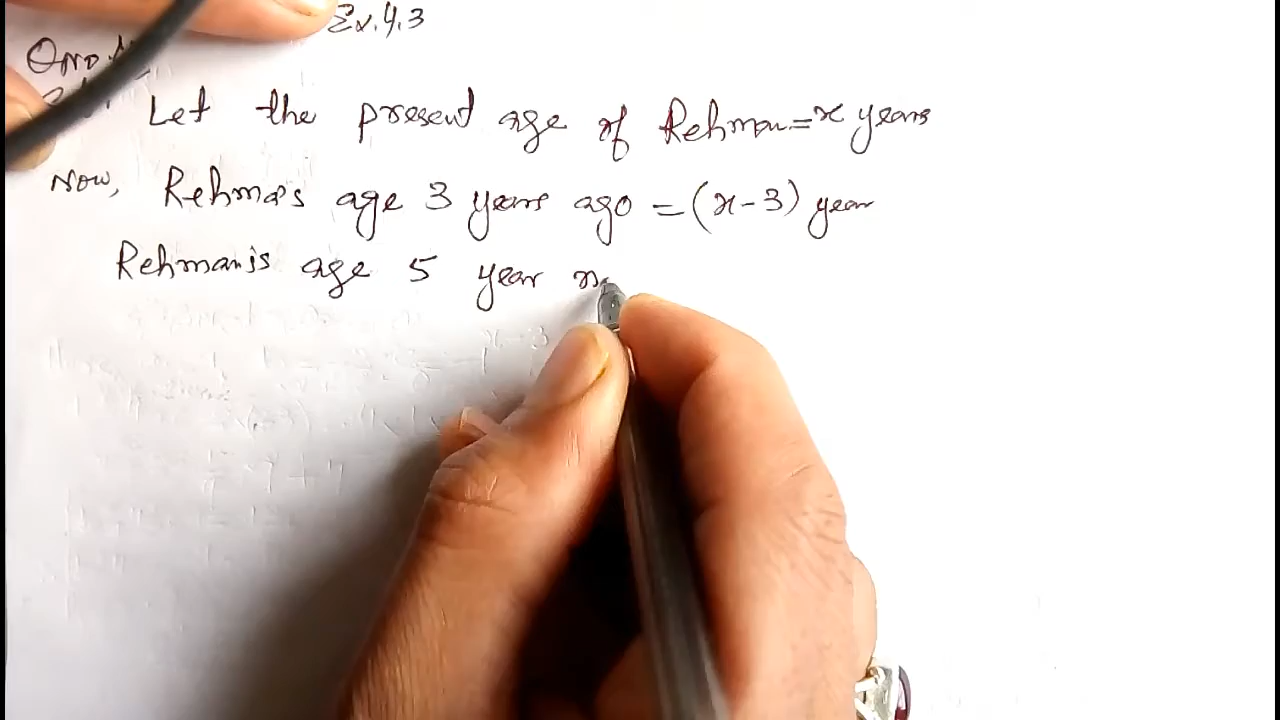 Ex.4.3
Let the present age of Rehman=x years
Now, Rehma's age 3 years ago =(x-3) year
Rehman's age 5 year